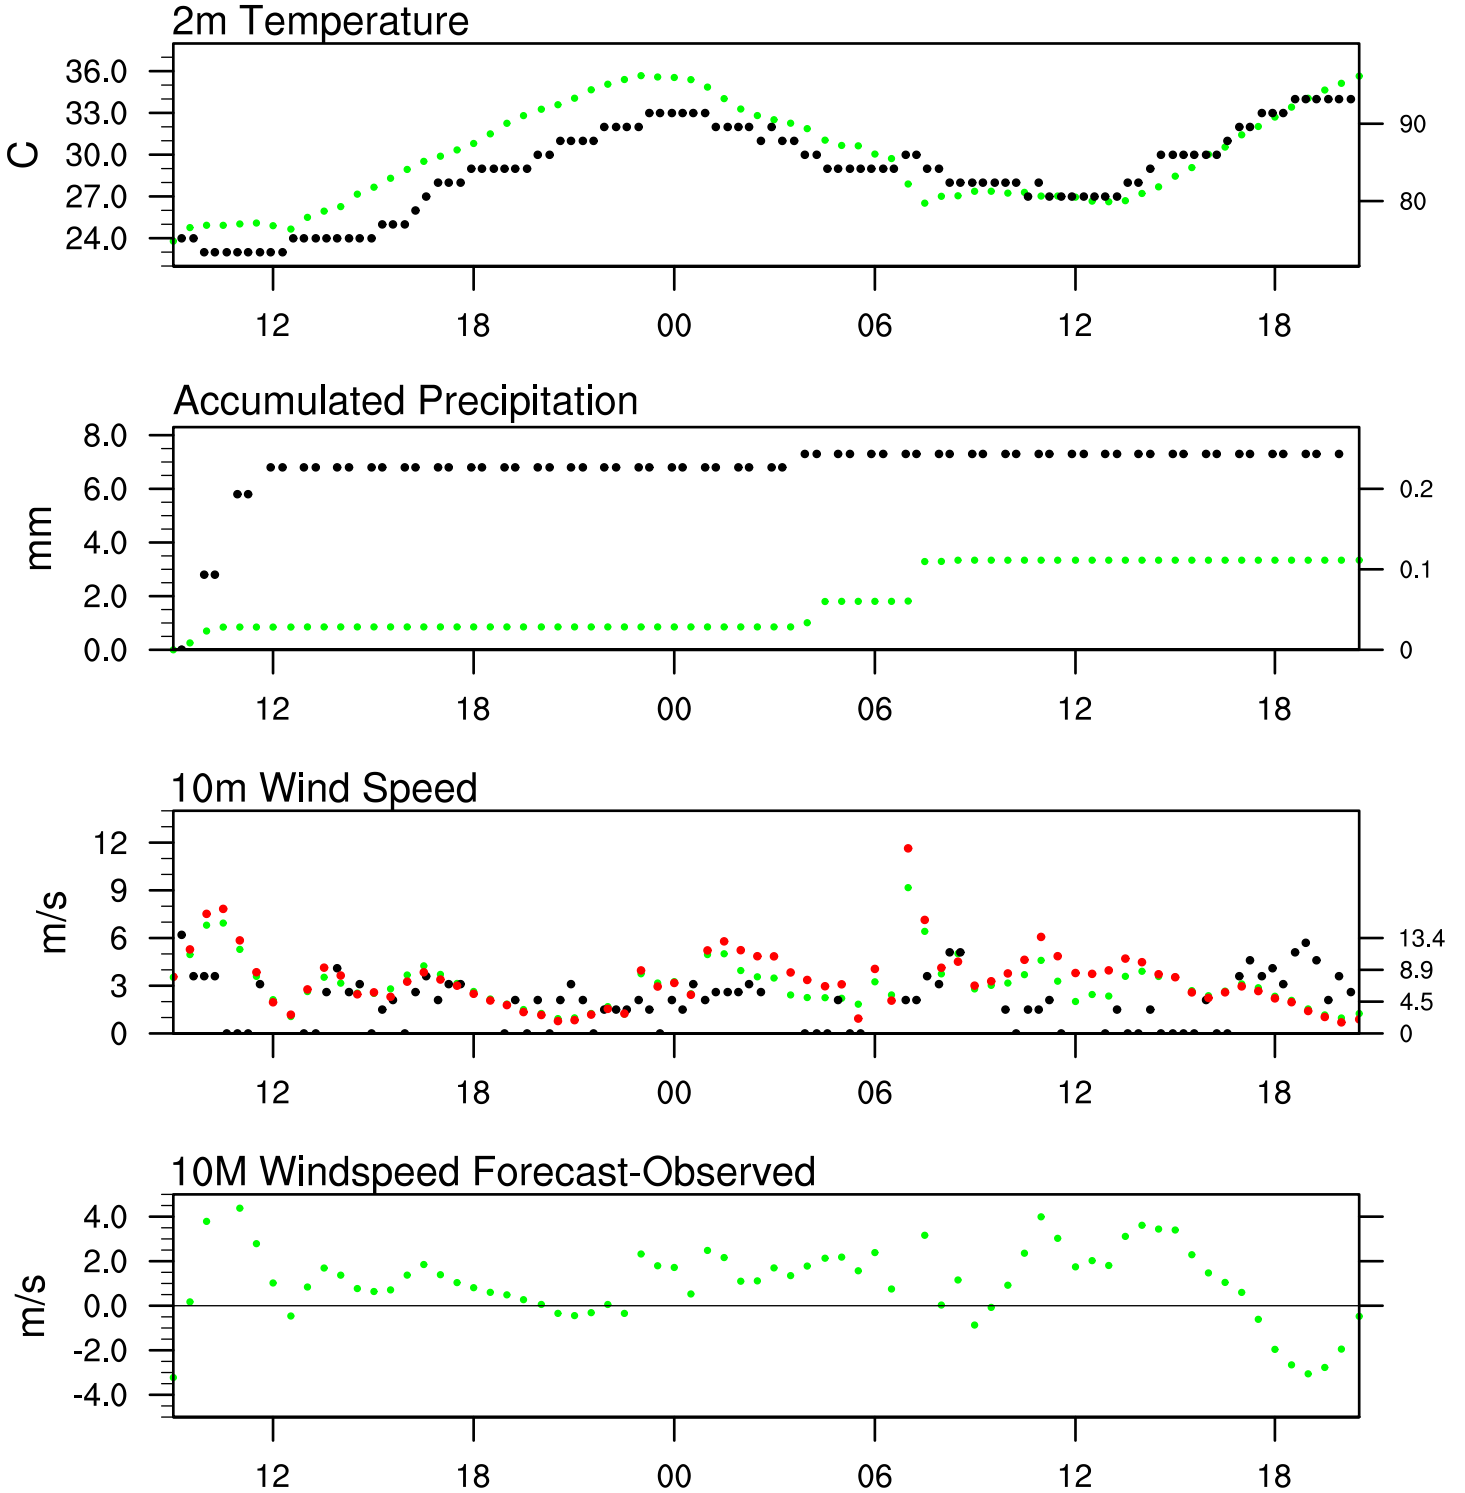 2m Temperature
36.0
33.0
30.0
27.0
24.0
C
90
80
12 18 00 06 12 18
Accumulated Precipitation
8.0
6.0
4.0
2.0
0.0
mm
0.2
0.1
0
12 18 00 06 12 18
10m Wind Speed
12
9
6
3
0
m/s
13.4
8.9
4.5
0
12 18 00 06 12 18
10M Windspeed Forecast-Observed
4.0
2.0
0.0
-2.0
-4.0
m/s
12 18 00 06 12 18